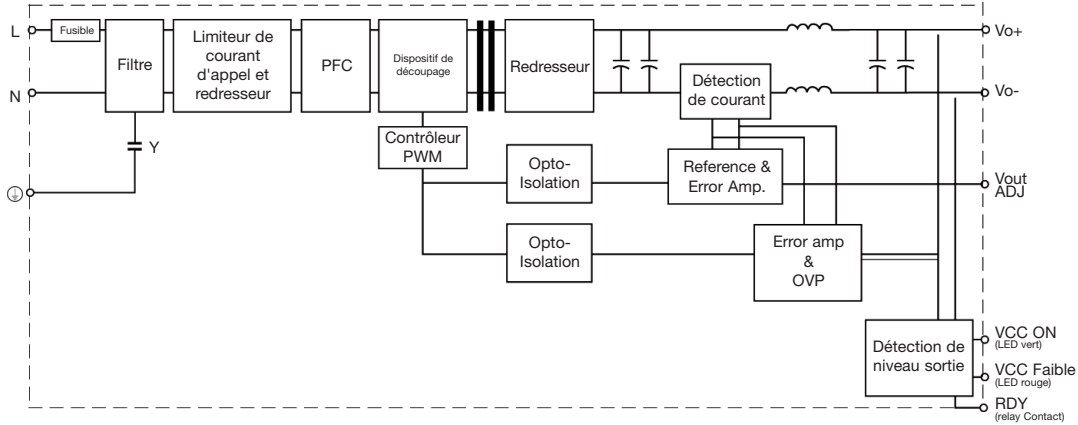 L
Fusible
Filtre
Limiteur de
courant
d'appel et
redresseur
PFC
Dispositif de
découpage
Redresseur
Détection
de courant
Vo+
N
Vo-
Contrôleur
PWM
Y
Opto-
Isolation
Reference &
Error Amp.
Vout
ADJ
Opto-
Isolation
Error amp
&
OVP
Détection de
niveau sortie
VCC ON
(LED vert)
VCC Faible
(LED rouge)
RDY
(relay Contact)